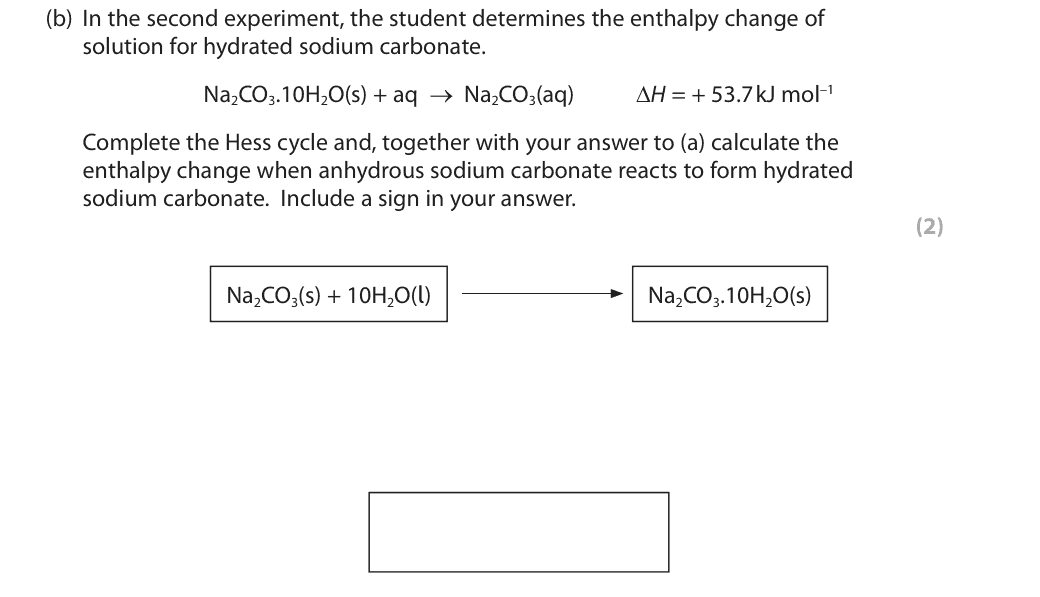 (b) In the second experiment, the student determines the enthalpy change of
solution for hydrated sodium carbonate.
Na₂CO₃.10H₂O(s) + aq → Na₂CO₃(aq) ΔH = + 53.7 kJ mol⁻¹
Complete the Hess cycle and, together with your answer to (a) calculate the
enthalpy change when anhydrous sodium carbonate reacts to form hydrated
sodium carbonate. Include a sign in your answer.
(2)
Na₂CO₃(s) + 10H₂O(l) → Na₂CO₃.10H₂O(s)